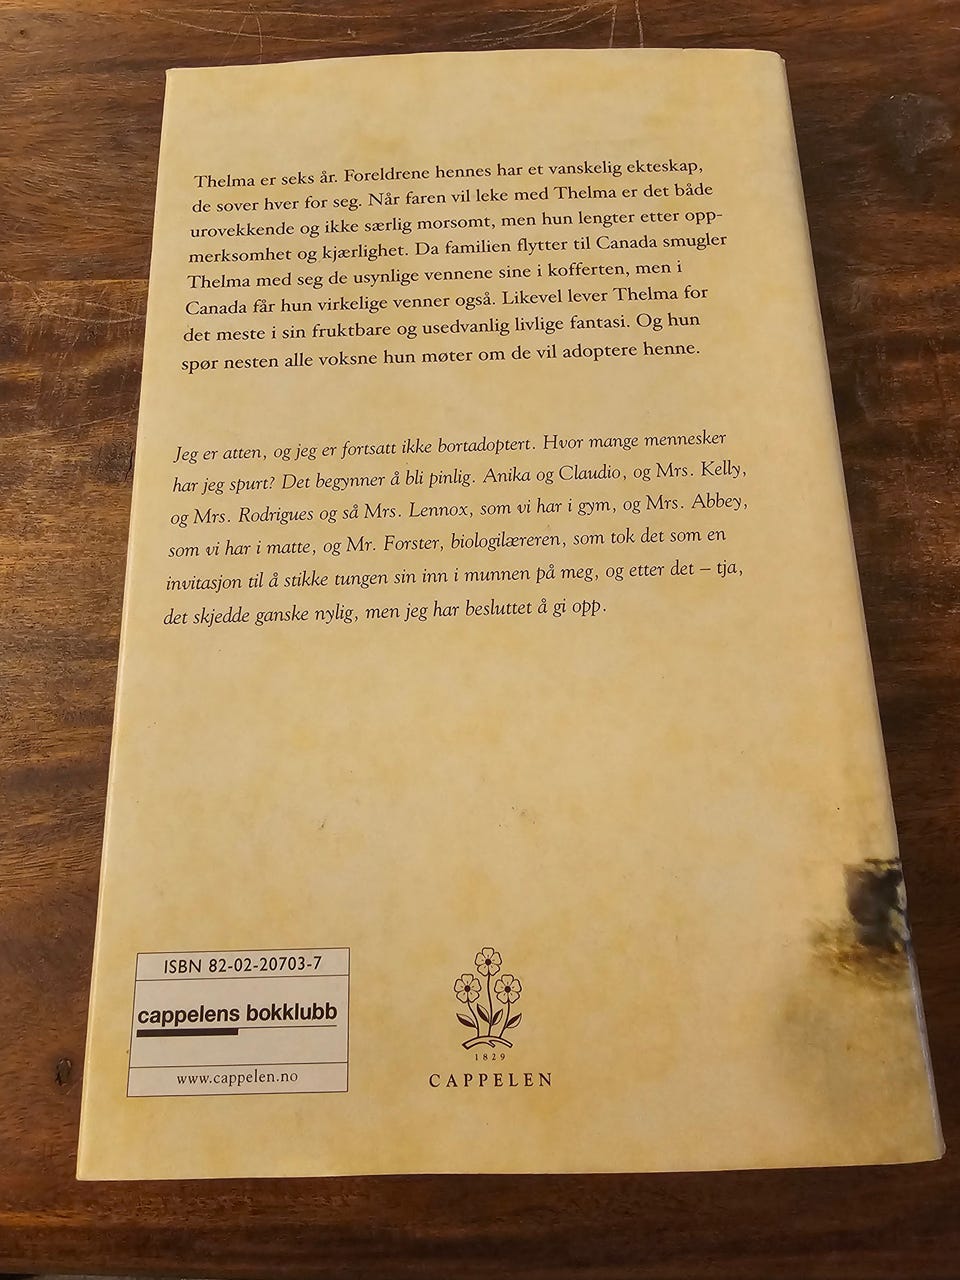 Thelma er seks år. Foreldrene hennes har et vanskelig ekteskap,
de sover hver for seg. Når faren vil leke med Thelma er det både
urovekkende og ikke særlig morsomt, men hun lengter etter opp-
merksomhet og kjærlighet. Da familien flytter til Canada smugler
Thelma med seg de usynlige vennene sine i kofferten, men i
Canada får hun virkelige venner også. Likevel lever Thelma for
det meste i sin fruktbare og usedvanlig livlige fantasi. Og hun
spør nesten alle voksne hun møter om de vil adoptere henne.
Jeg er atten, og jeg er fortsatt ikke bortadoptert. Hvor mange mennesker
har jeg spurt? Det begynner å bli pinlig. Anika og Claudio, og Mrs. Kelly,
og Mrs. Rodrigues og så Mrs. Lennox, som vi har i gym, og Mrs. Abbey,
som vi har i matte, og Mr. Forster, biologilæreren, som tok det som en
invitasjon til å stikke tungen sin inn i munnen på meg, og etter det – tja,
det skjedde ganske nylig, men jeg har besluttet å gi opp.
ISBN 82-02-20703-7
cappelens bokklubb
www.cappelen.no
1829
CAPPELEN